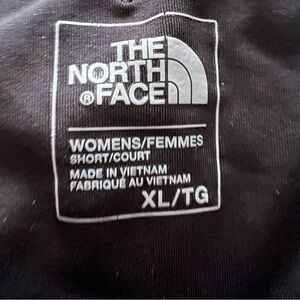 THE
NORTH
® FACE
WOMENS/FEMMES
SHORT/COURT
MADE IN VIETNAM
FABRIQUÉ AU VIETNAM
XL/TG